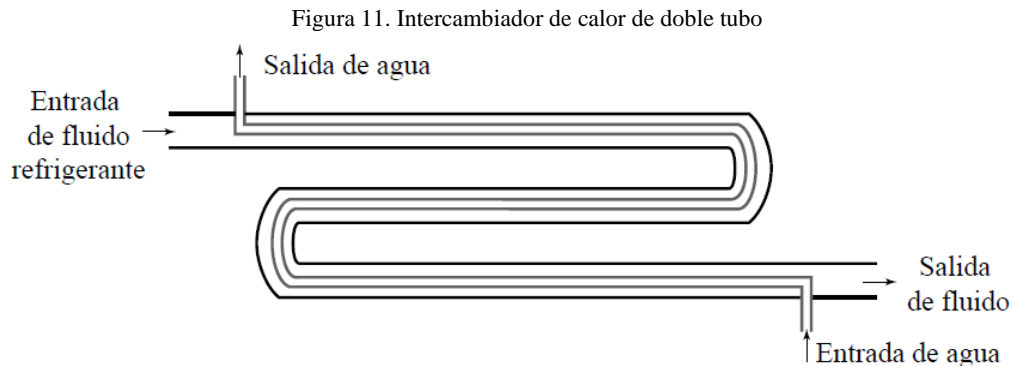 Figura 11. Intercambiador de calor de doble tubo
Salida de agua
Entrada
de fluido
refrigerante
Salida
de fluido
Entrada de agua